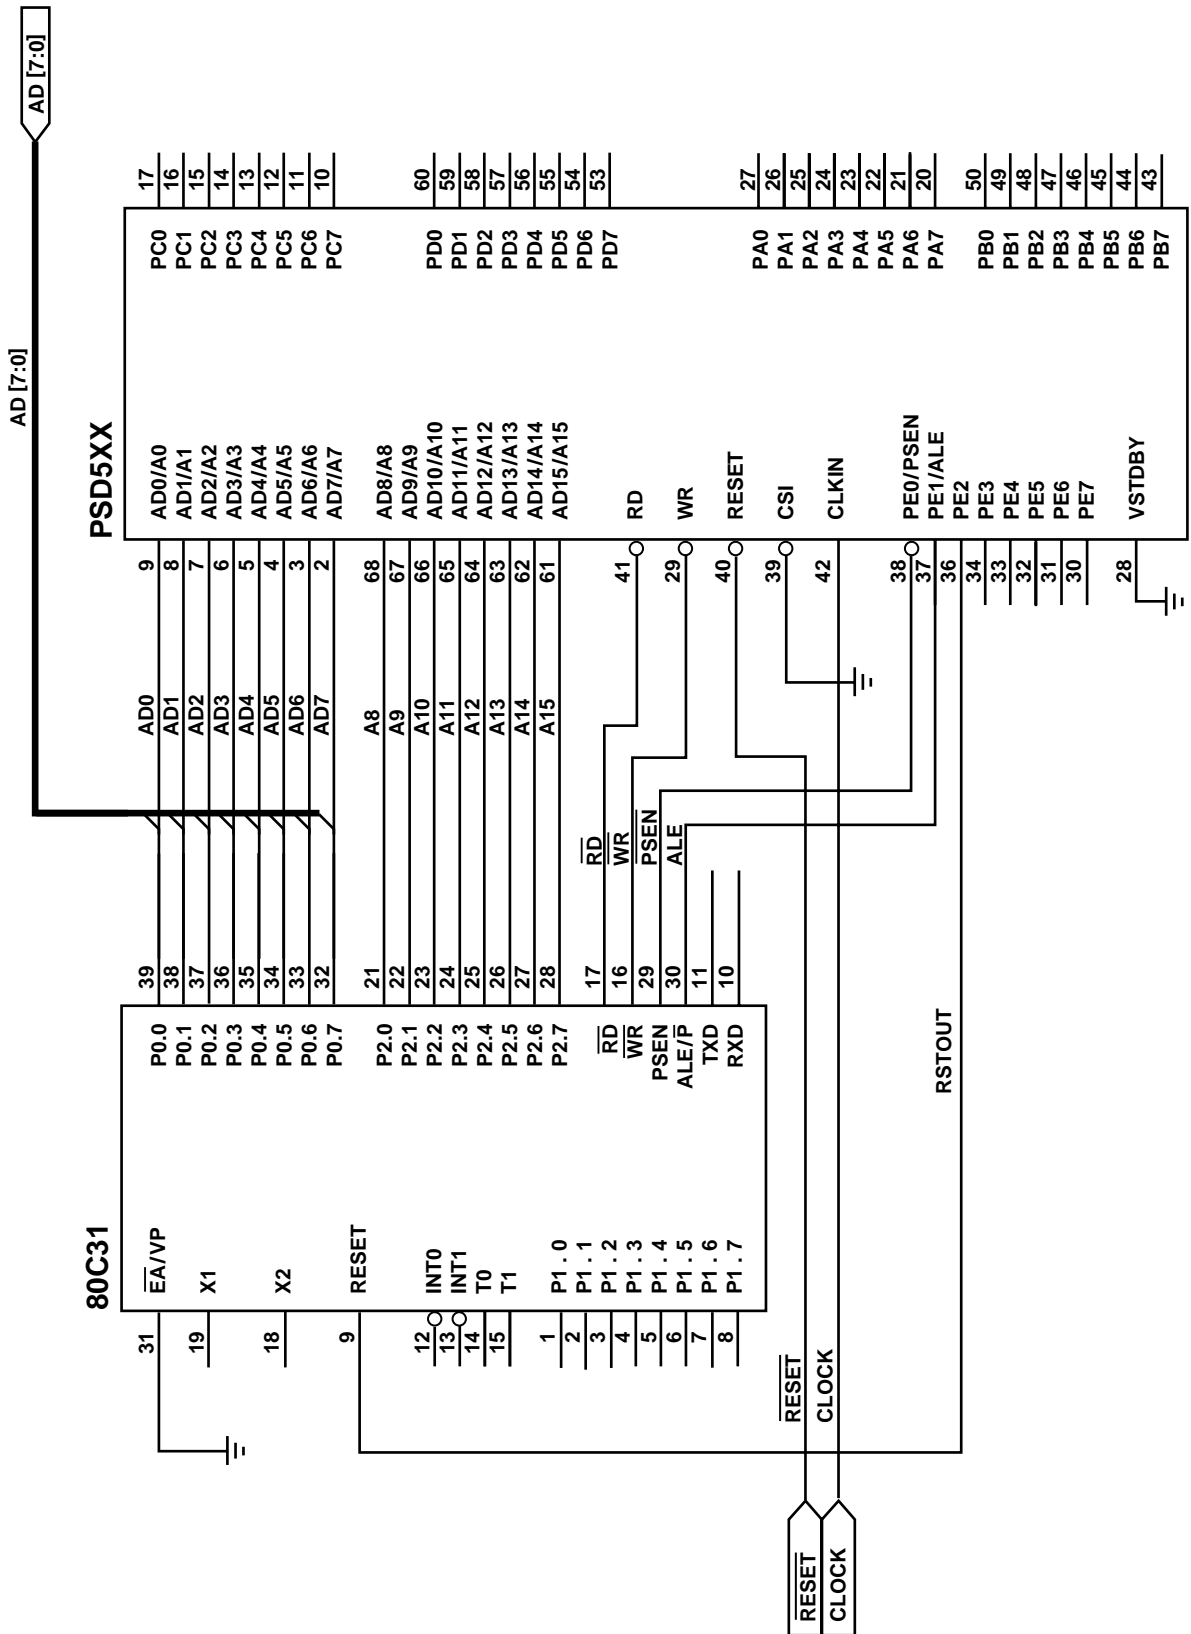 AD [7:0]
AD [7:0]
80C31
31
EA/VP
19
X1
18
X2
9
RESET
12
INT0
13
INT1
14
T0
15
T1
1
P1 . 0
2
P1 . 1
3
P1 . 2
4
P1 . 3
5
P1 . 4
6
P1 . 5
7
P1 . 6
8
P1 . 7
P0.0
39
P0.1
38
P0.2
37
P0.3
36
P0.4
35
P0.5
34
P0.6
33
P0.7
32
P2.0
21
P2.1
22
P2.2
23
P2.3
24
P2.4
25
P2.5
26
P2.6
27
P2.7
28
RD
17
WR
16
PSEN
29
ALE/P
30
TXD
11
RXD
10
AD0
AD1
AD2
AD3
AD4
AD5
AD6
AD7
A8
A9
A10
A11
A12
A13
A14
A15
RD
WR
PSEN
ALE
RESET
RESET
CLOCK
CLOCK
RSTOUT
PSD5XX
9
AD0/A0
8
AD1/A1
7
AD2/A2
6
AD3/A3
5
AD4/A4
4
AD5/A5
3
AD6/A6
2
AD7/A7
68
AD8/A8
67
AD9/A9
66
AD10/A10
65
AD11/A11
64
AD12/A12
63
AD13/A13
62
AD14/A14
61
AD15/A15
41
RD
29
WR
40
RESET
39
CSI
42
CLKIN
38
PE0/PSEN
37
PE1/ALE
36
PE2
34
PE3
33
PE4
32
PE5
31
PE6
30
PE7
28
VSTDBY
PC0
17
PC1
16
PC2
15
PC3
14
PC4
13
PC5
12
PC6
11
PC7
10
PD0
60
PD1
59
PD2
58
PD3
57
PD4
56
PD5
55
PD6
54
PD7
53
PA0
27
PA1
26
PA2
25
PA3
24
PA4
23
PA5
22
PA6
21
PA7
20
PB0
50
PB1
49
PB2
48
PB3
47
PB4
46
PB5
45
PB6
44
PB7
43